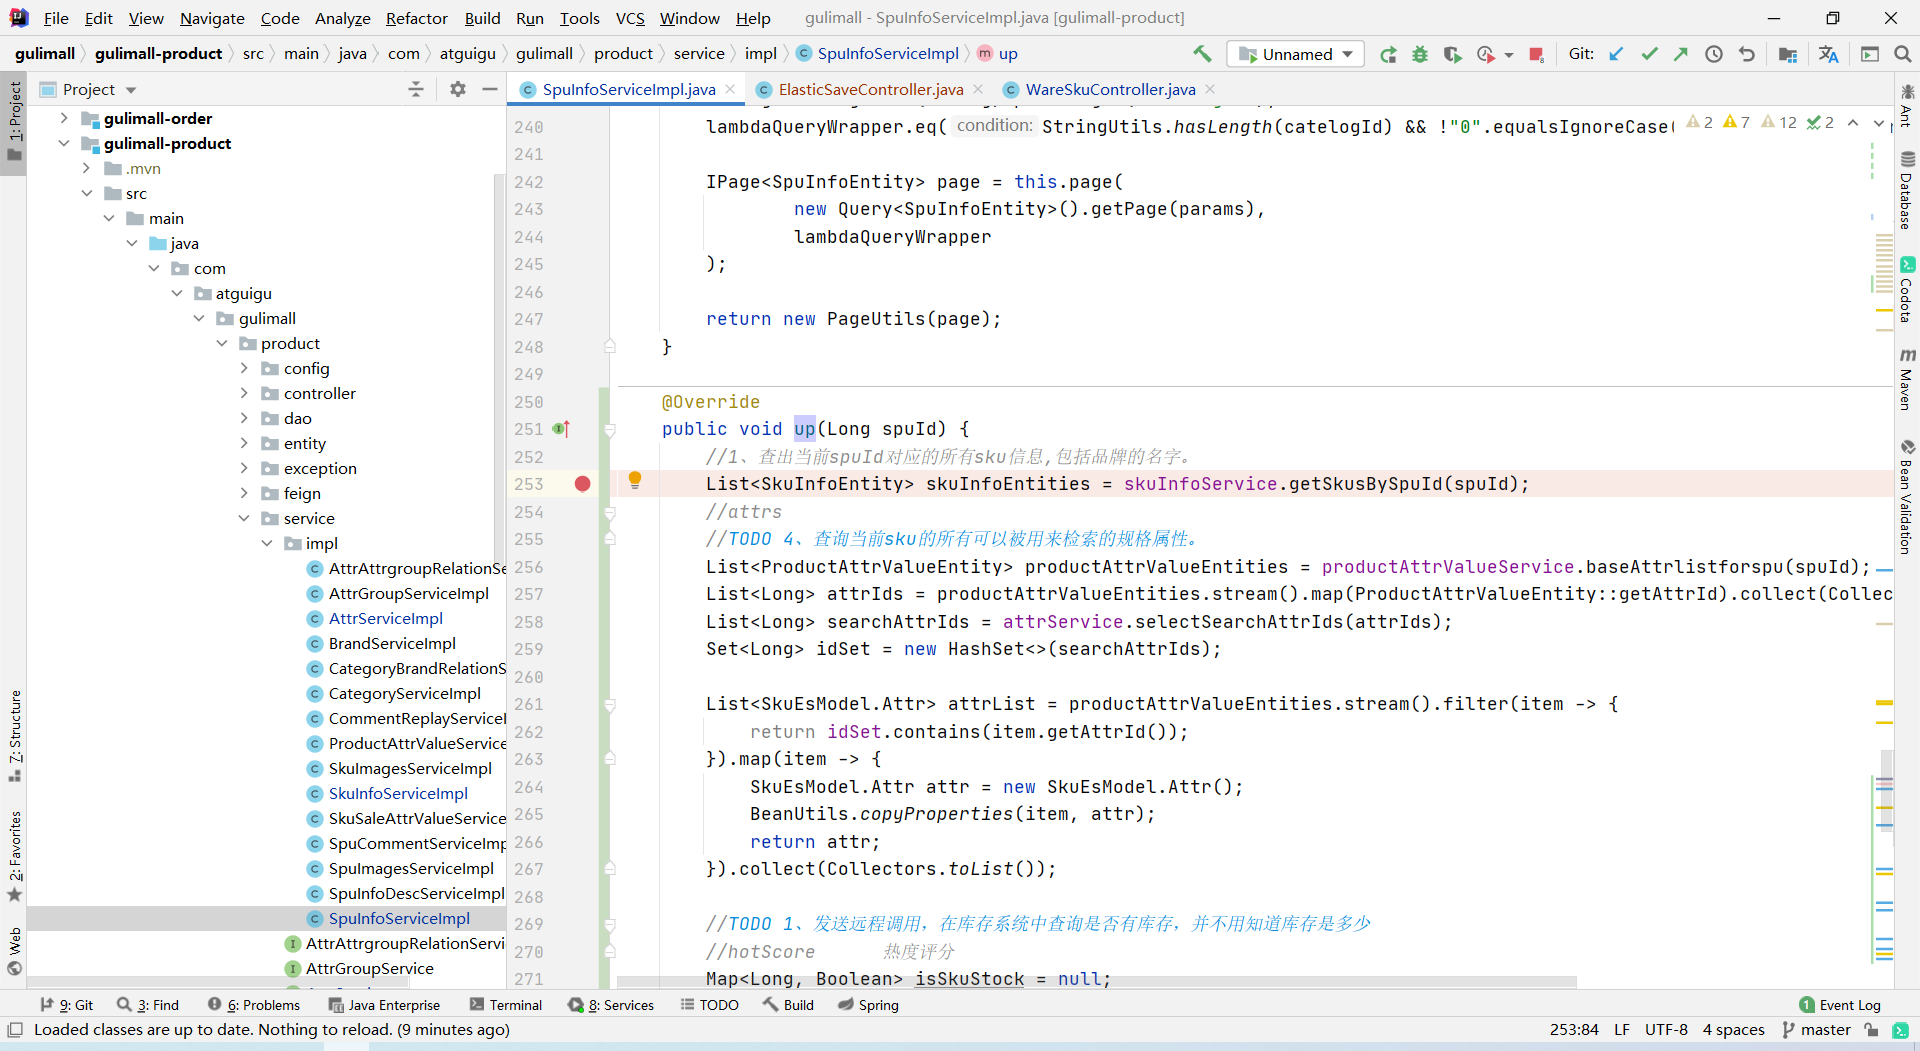 File Edit View Navigate Code Analyze Refactor Build Run Tools VCS Window Help gulimall - SpuInfoServiceImpl.java [gulimall-product]
gulimall gulimall-product src main java com atguigu gulimall product service impl SpuInfoServiceImpl up Unnamed Git:
Project
SpuInfoServiceImpl.java ElasticSaveController.java WareSkuController.java
1: Project
7: Structure
2: Favorites
Web
gulimall-order
gulimall-product
.mvn
src
main
java
com
atguigu
gulimall
product
config
controller
dao
entity
exception
feign
service
impl
AttrAttrgroupRelationSe
AttrGroupServiceImpl
AttrServiceImpl
BrandServiceImpl
CategoryBrandRelationS
CategoryServiceImpl
CommentReplayServiceI
ProductAttrValueService
SkuImagesServiceImpl
SkuInfoServiceImpl
SkuSaleAttrValueService
SpuCommentServiceImp
SpuImagesServiceImpl
SpuInfoDescServiceImpl
SpuInfoServiceImpl
AttrAttrgroupRelationServi
AttrGroupService
240 lambdaQueryWrapper.eq( condition: StringUtils.hasLength(catelogId) && !"0".equalsIgnoreCase( 2 7 12 2
241
242 IPage<SpuInfoEntity> page = this.page(
243 new Query<SpuInfoEntity>().getPage(params),
244 lambdaQueryWrapper
245 );
246
247 return new PageUtils(page);
248 }
249
250 @Override
251 public void up(Long spuId) {
252 //1、查出当前spuId对应的所有sku信息,包括品牌的名字。
253 List<SkuInfoEntity> skuInfoEntities = skuInfoService.getSkusBySpuId(spuId);
254 //attrs
255 //TODO 4、查询当前sku的所有可以被用来检索的规格属性。
256 List<ProductAttrValueEntity> productAttrValueEntities = productAttrValueService.baseAttrlistforspu(spuId);
257 List<Long> attrIds = productAttrValueEntities.stream().map(ProductAttrValueEntity::getAttrId).collect(Collec
258 List<Long> searchAttrIds = attrService.selectSearchAttrIds(attrIds);
259 Set<Long> idSet = new HashSet<>(searchAttrIds);
260
261 List<SkuEsModel.Attr> attrList = productAttrValueEntities.stream().filter(item -> {
262 return idSet.contains(item.getAttrId());
263 }).map(item -> {
264 SkuEsModel.Attr attr = new SkuEsModel.Attr();
265 BeanUtils.copyProperties(item, attr);
266 return attr;
267 }).collect(Collectors.toList());
268
269 //TODO 1、发送远程调用，在库存系统中查询是否有库存，并不用知道库存是多少
270 //hotScore 热度评分
271 Map<Long, Boolean> isSkuStock = null;
Ant
Database
Codota
Maven
Bean Validation
9: Git 3: Find 6: Problems Java Enterprise Terminal 8: Services TODO Build Spring 1 Event Log
Loaded classes are up to date. Nothing to reload. (9 minutes ago) 253:84 LF UTF-8 4 spaces master